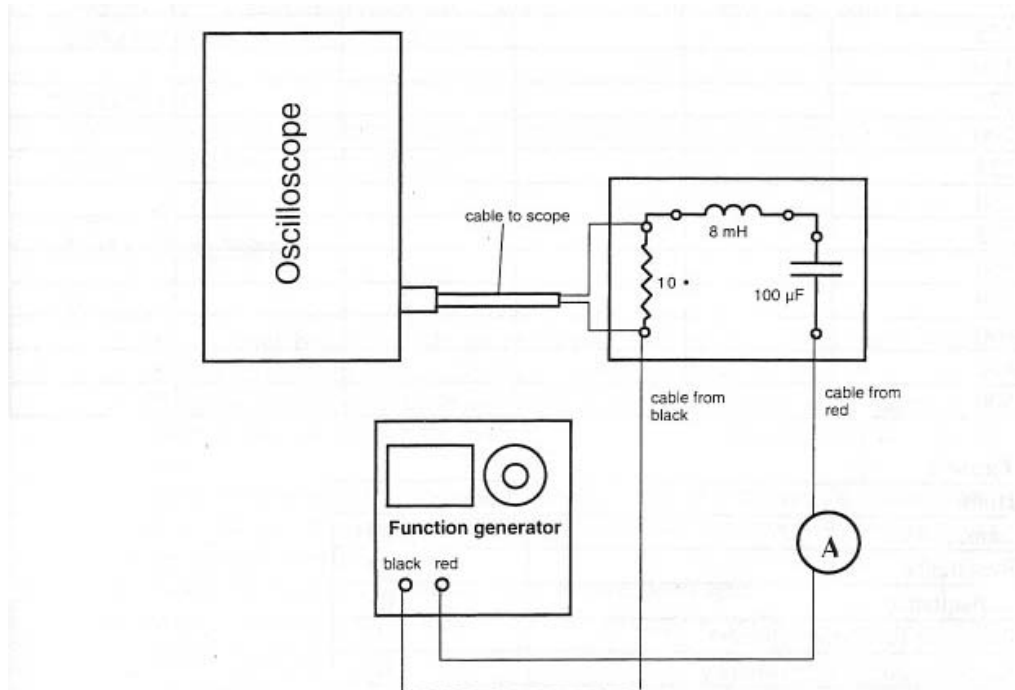 Oscilloscope
cable to scope
8 mH
10 •
100 µF
cable from
black
cable from
red
Function generator
black
red
A